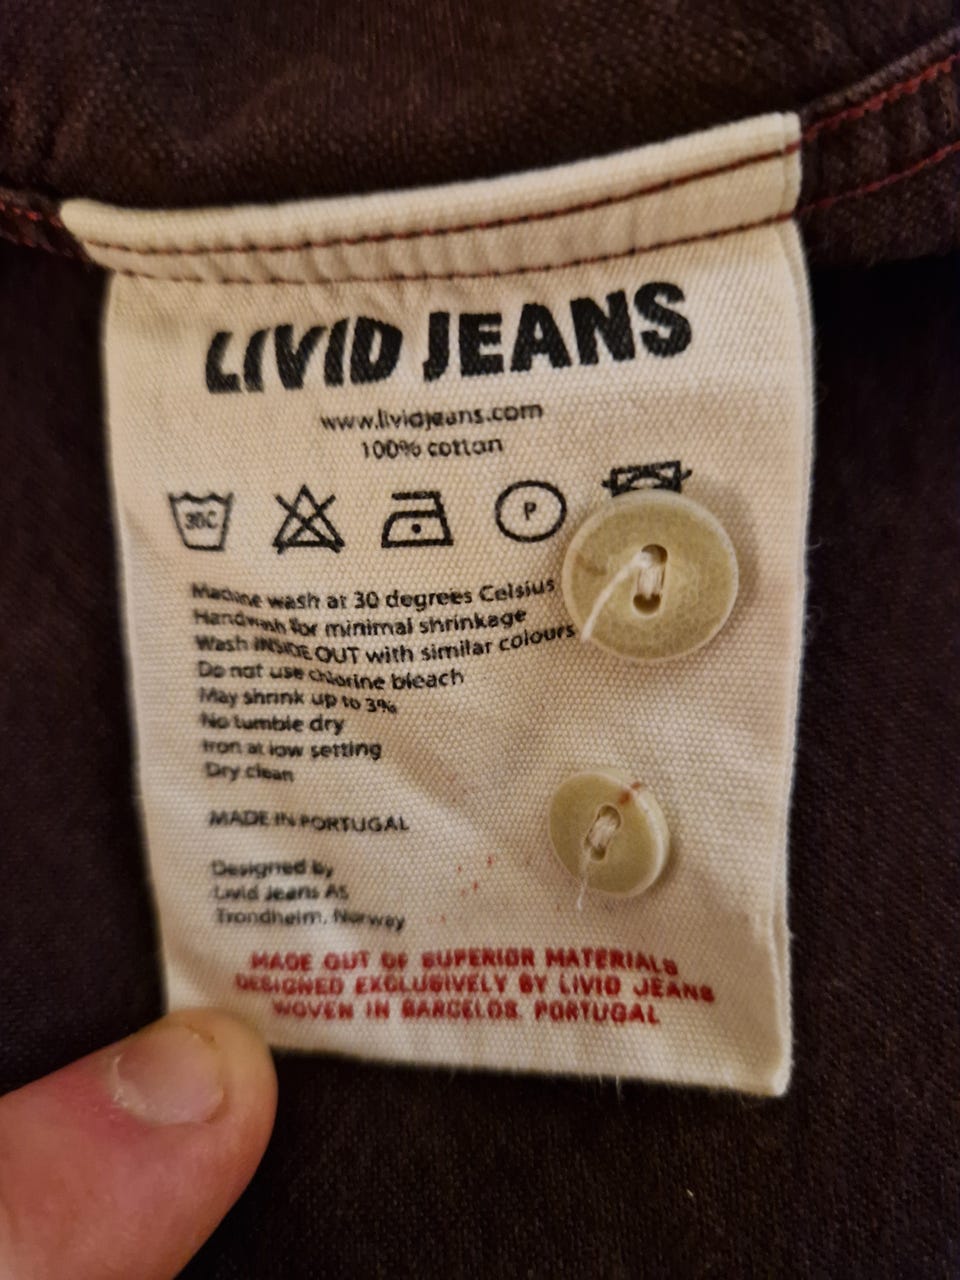 LIVID JEANS
www.lividjeans.com
100% cotton
30C P
Machine wash at 30 degrees Celsius
Handwash for minimal shrinkage
Wash INSIDE OUT with similar colours
Do not use chlorine bleach
May shrink up to 3%
No tumble dry
Iron at low setting
Dry clean
MADE IN PORTUGAL
Designed by
Livid Jeans AS
Trondheim, Norway
MADE OUT OF SUPERIOR MATERIALS
DESIGNED EXCLUSIVELY BY LIVID JEANS
WOVEN IN BARCELOS, PORTUGAL